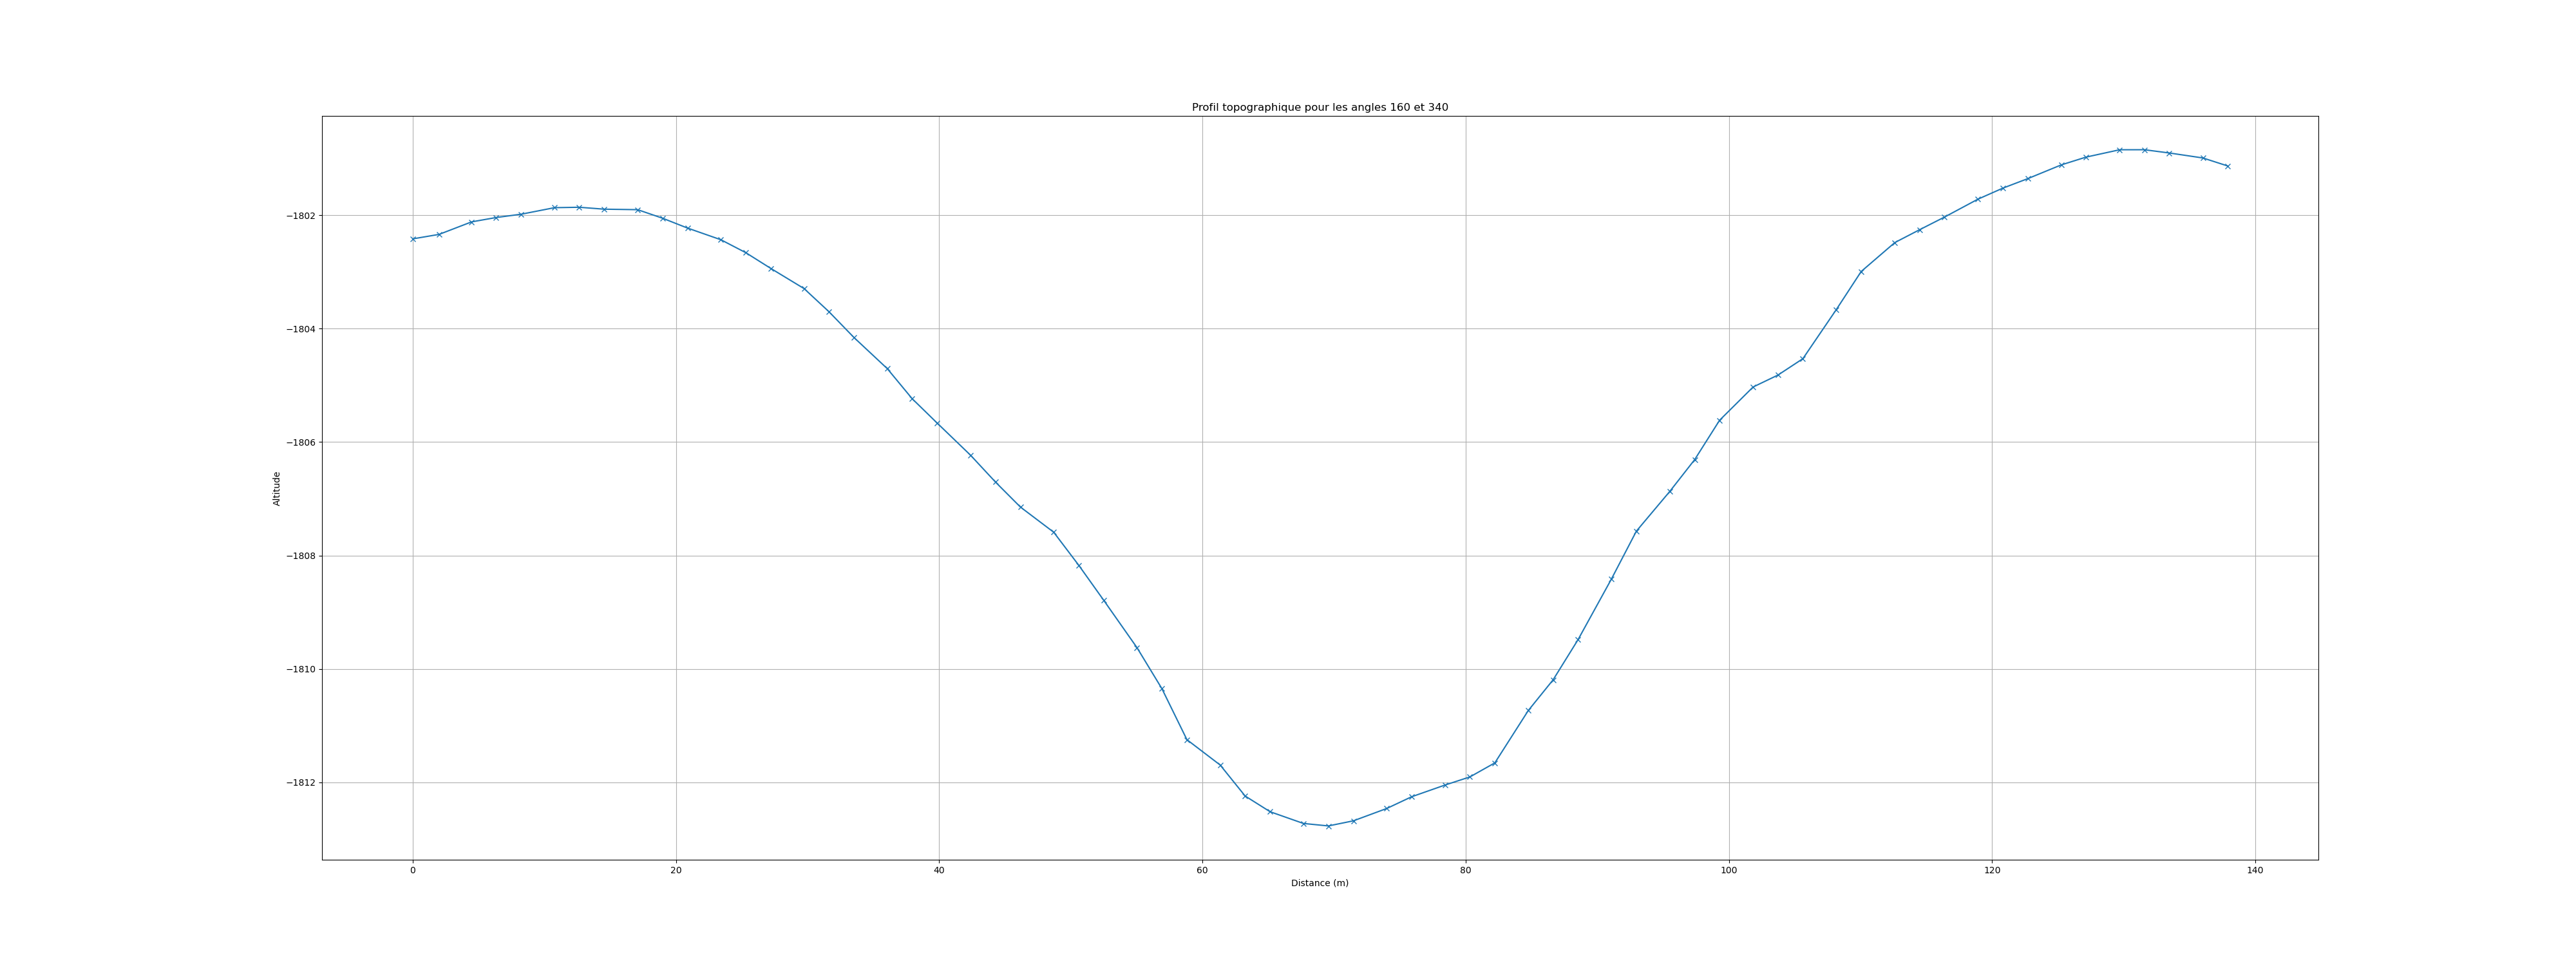 Profil topographique pour les angles 160 et 340
Altitude
−1802
−1804
−1806
−1808
−1810
−1812
0 20 40 60 80 100 120 140
Distance (m)